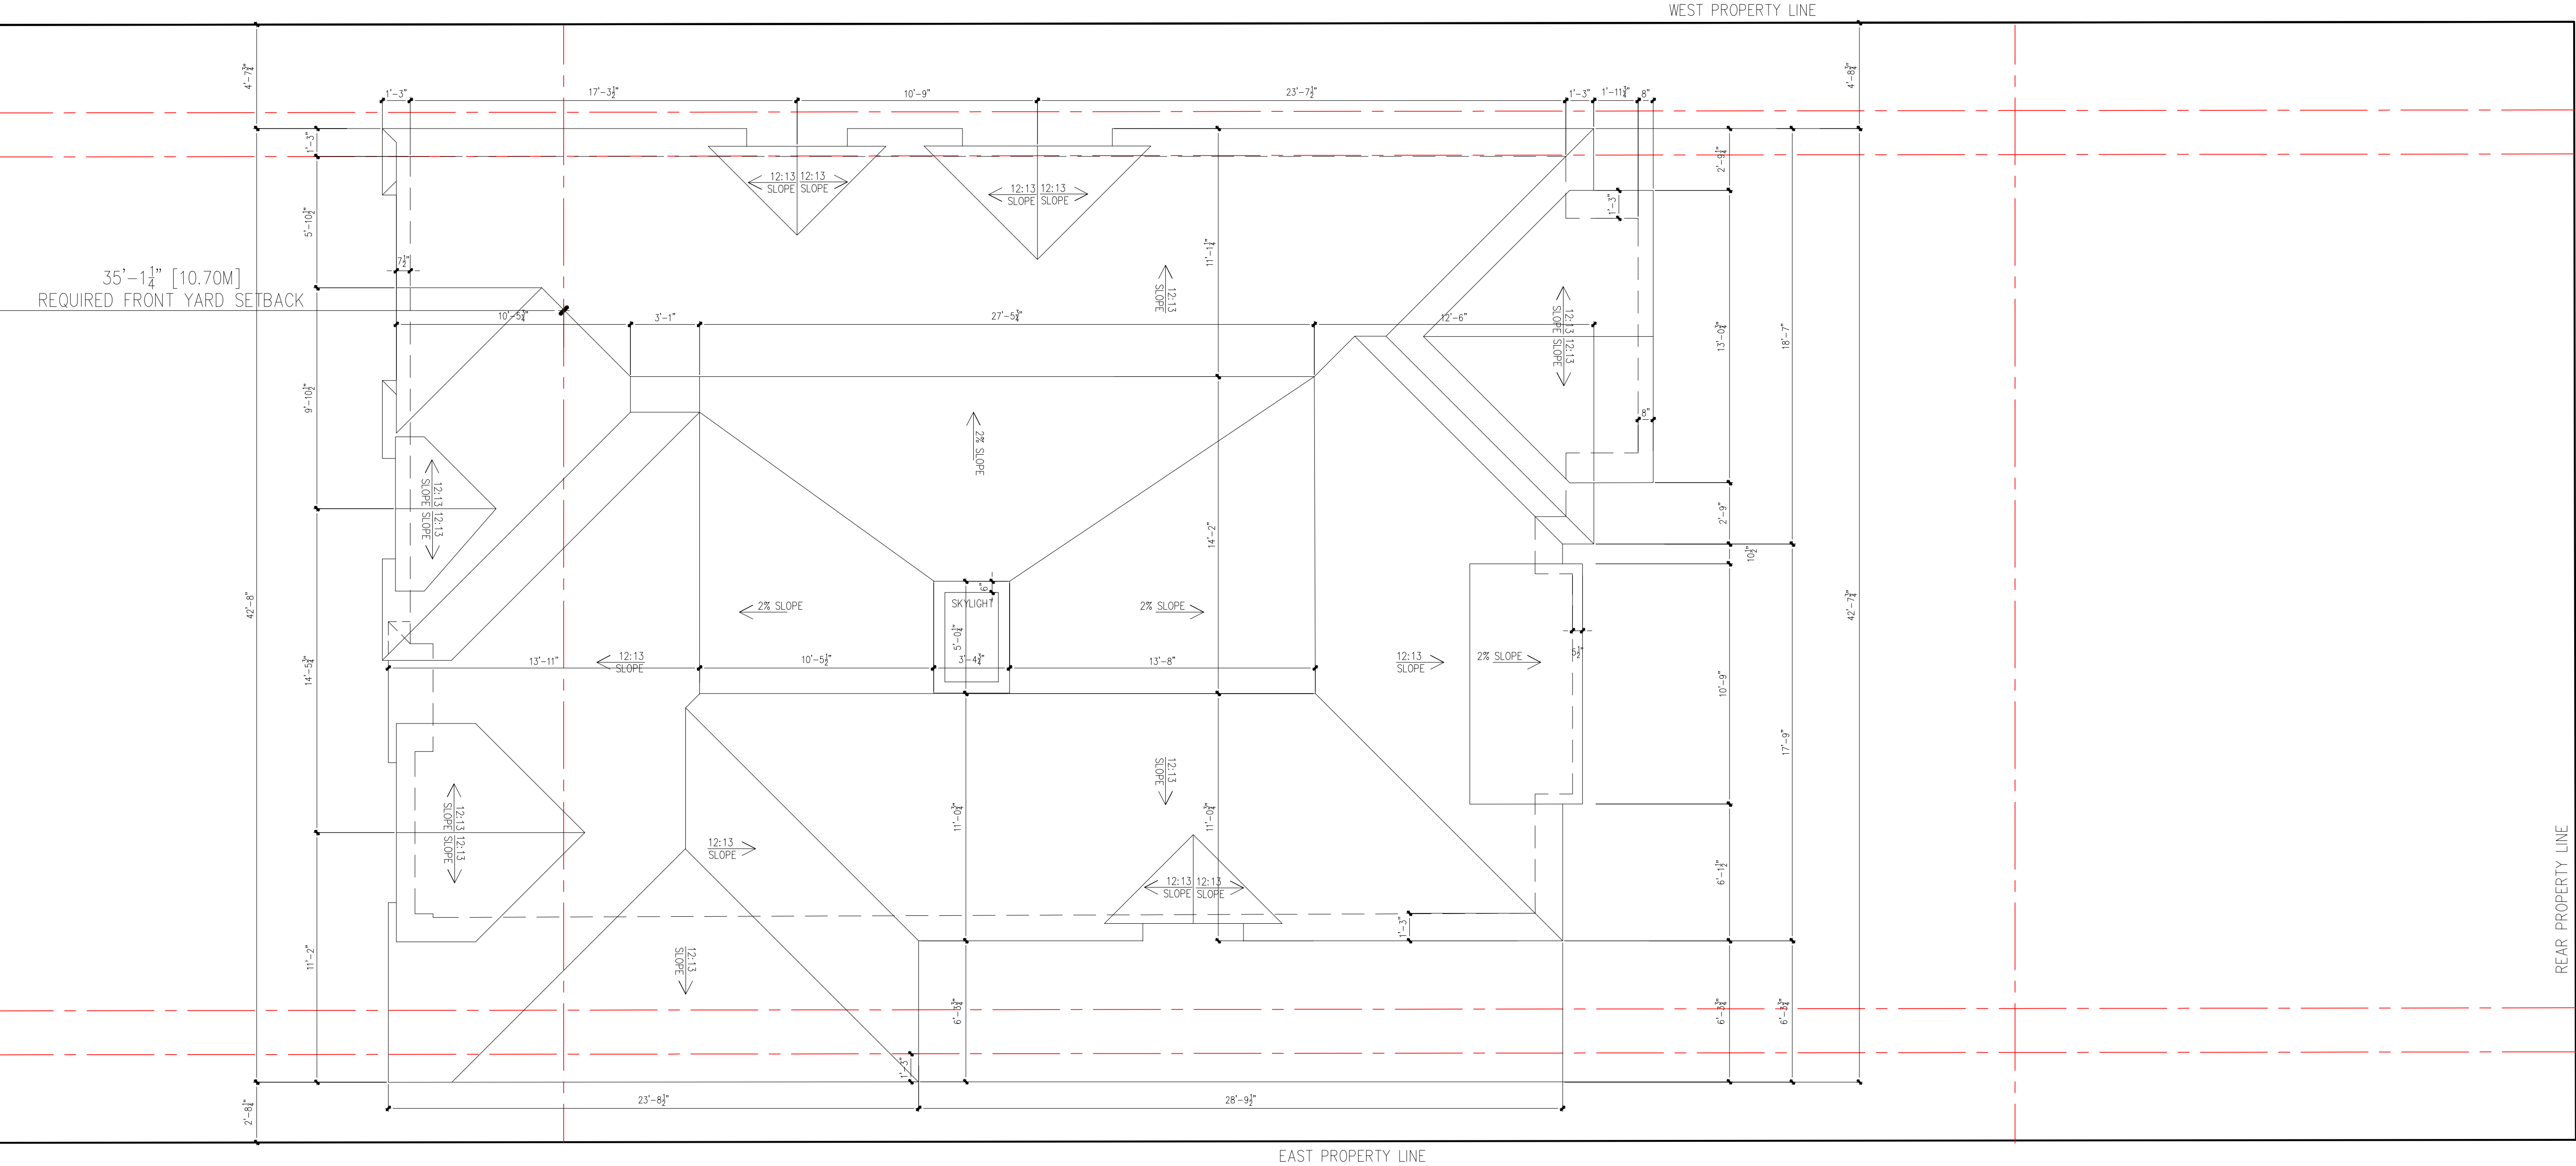 WEST PROPERTY LINE
4'-7¾"
4'-8¾"
1'-3"
17'-3½"
10'-9"
23'-7½"
1'-3"
1'-11¾"
8"
1'-3"
2'-9½"
12:13 12:13
SLOPE SLOPE
12:13 12:13
SLOPE SLOPE
1'-3"
5'-10½"
11'-1¼"
7½"
35'-1¼" [10.70M]
REQUIRED FRONT YARD SETBACK
12:13
SLOPE
12:13 12:13
SLOPE SLOPE
10'-5¾"
3'-1"
27'-5¾"
12'-6"
13'-0¾"
18'-7"
9'-10½"
8"
2% SLOPE
12:13 12:13
SLOPE SLOPE
14'-2"
2'-9"
10½"
6"
SKYLIGHT
2% SLOPE
2% SLOPE
42'-8"
42'-7¾"
5'-0¼"
5½"
14'-5¾"
13'-11"
12:13
SLOPE
10'-5½"
3'-4¾"
13'-8"
12:13
SLOPE
2% SLOPE
10'-9"
17'-9"
12:13
SLOPE
11'-0¾"
11'-0¾"
12:13 12:13
SLOPE SLOPE
12:13
SLOPE
12:13 12:13
SLOPE SLOPE
6'-1½"
REAR PROPERTY LINE
1'-3"
11'-2"
12:13
SLOPE
6'-3¾"
6'-3¾"
6'-3¾"
1'-3"
2'-8¼"
23'-8½"
28'-9½"
EAST PROPERTY LINE